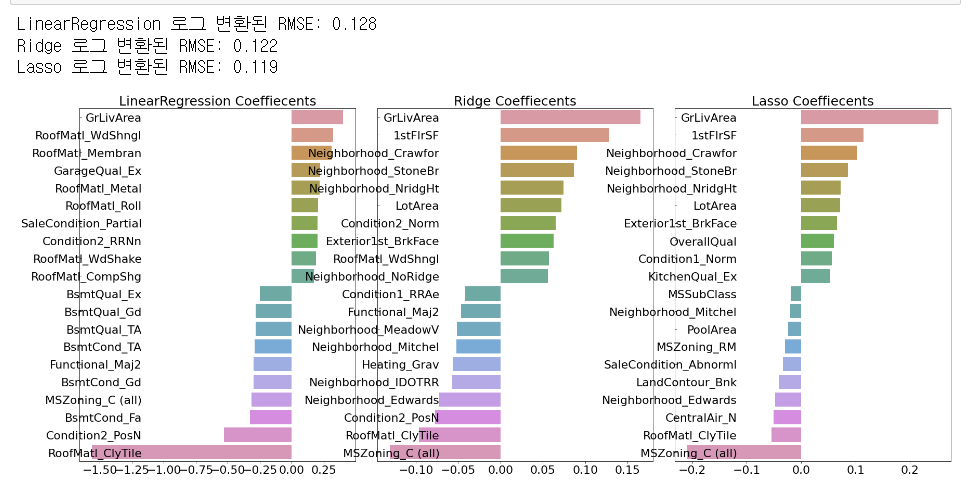 LinearRegression 로그 변환된 RMSE: 0.128
Ridge 로그 변환된 RMSE: 0.122
Lasso 로그 변환된 RMSE: 0.119
LinearRegression Coeffiecents
GrLivArea
RoofMatl_WdShngl
RoofMatl_Membran
GarageQual_Ex
RoofMatl_Metal
RoofMatl_Roll
SaleCondition_Partial
Condition2_RRNn
RoofMatl_WdShake
RoofMatl_CompShg
BsmtQual_Ex
BsmtQual_Gd
BsmtQual_TA
BsmtCond_TA
Functional_Maj2
BsmtCond_Gd
MSZoning_C (all)
BsmtCond_Fa
Condition2_PosN
RoofMatl_ClyTile
−1.50−1.25−1.00−0.75−0.50−0.25 0.00 0.25
Ridge Coeffiecents
GrLivArea
1stFlrSF
Neighborhood_Crawfor
Neighborhood_StoneBr
Neighborhood_NridgHt
LotArea
Condition2_Norm
Exterior1st_BrkFace
RoofMatl_WdShngl
Neighborhood_NoRidge
Condition1_RRAe
Functional_Maj2
Neighborhood_MeadowV
Neighborhood_Mitchel
Heating_Grav
Neighborhood_IDOTRR
Neighborhood_Edwards
Condition2_PosN
RoofMatl_ClyTile
MSZoning_C (all)
−0.10 −0.05 0.00 0.05 0.10 0.15
Lasso Coeffiecents
GrLivArea
1stFlrSF
Neighborhood_Crawfor
Neighborhood_StoneBr
Neighborhood_NridgHt
LotArea
Exterior1st_BrkFace
OverallQual
Condition1_Norm
KitchenQual_Ex
MSSubClass
Neighborhood_Mitchel
PoolArea
MSZoning_RM
SaleCondition_Abnorml
LandContour_Bnk
Neighborhood_Edwards
CentralAir_N
RoofMatl_ClyTile
MSZoning_C (all)
−0.2 −0.1 0.0 0.1 0.2